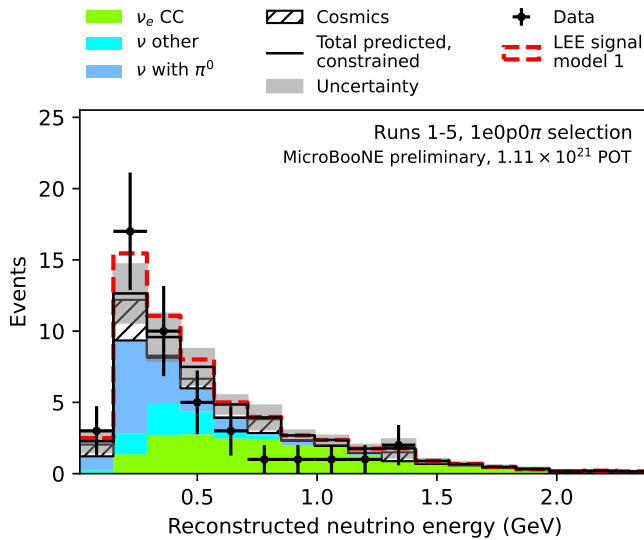 νₑ CC
ν other
ν with π⁰
Cosmics
Total predicted,
constrained
Uncertainty
Data
LEE signal
model 1
Runs 1-5, 1e0p0π selection
MicroBooNE preliminary, 1.11 × 10²¹ POT
Events
25
20
15
10
5
0
0.5
1.0
1.5
2.0
Reconstructed neutrino energy (GeV)